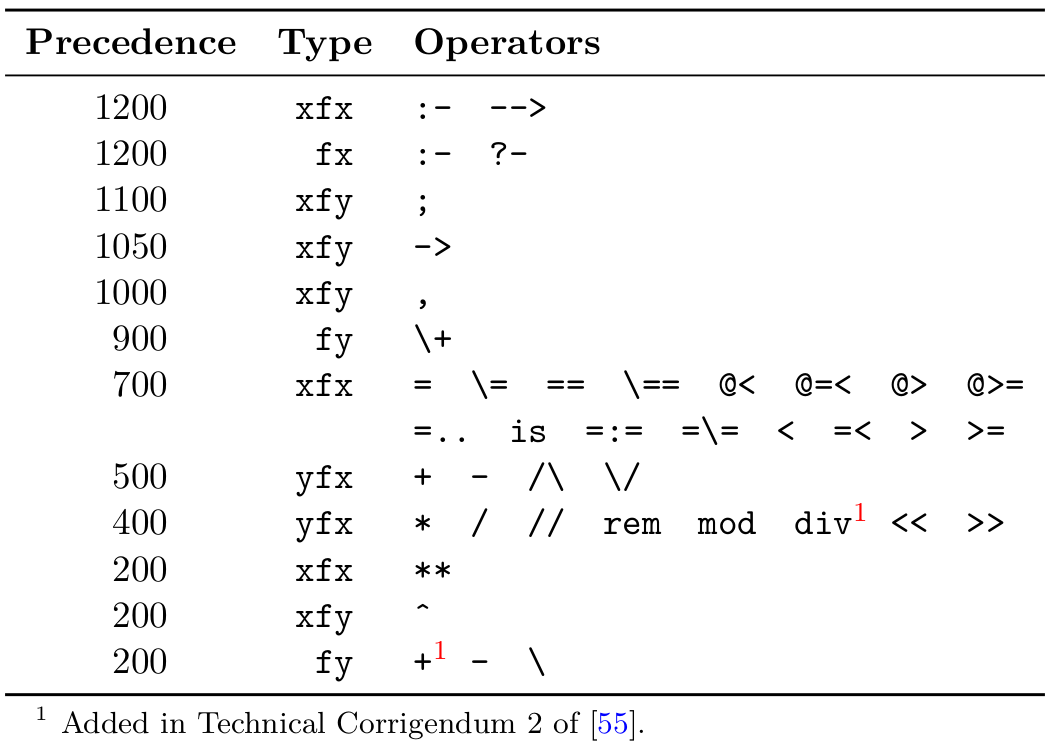 Precedence Type Operators
1200 xfx :- -->
1200 fx :- ?-
1100 xfy ;
1050 xfy ->
1000 xfy ,
900 fy \+
700 xfx = \= == \== @< @=< @> @>=
=.. is =:= =\= < =< > >=
500 yfx + - /\ \/
400 yfx * / // rem mod div¹ << >>
200 xfx **
200 xfy ^
200 fy +¹ - \
¹ Added in Technical Corrigendum 2 of [55].